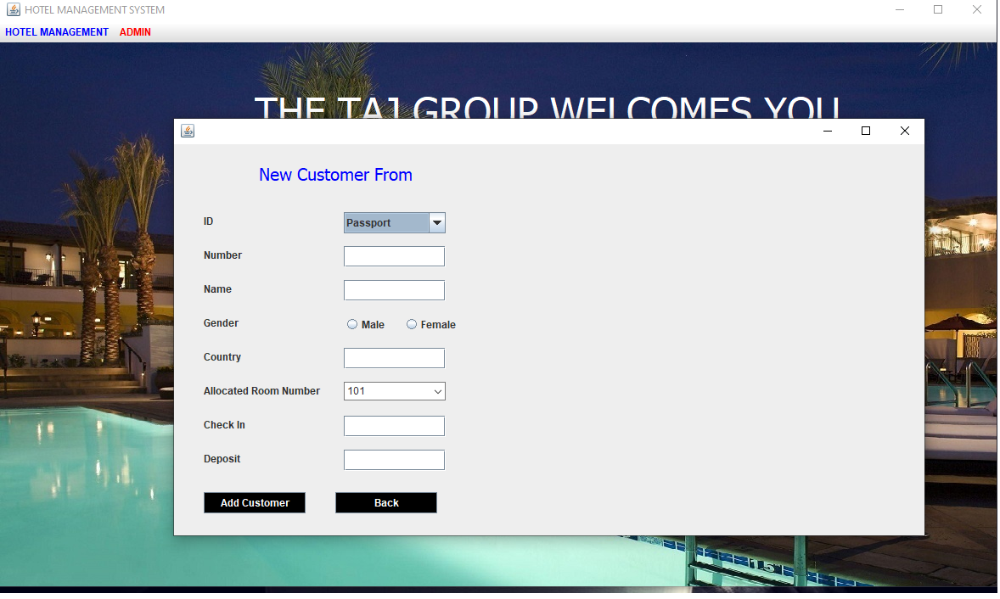 HOTEL MANAGEMENT SYSTEM
HOTEL MANAGEMENT ADMIN
THE TAJ GROUP WELCOMES YOU
New Customer From
ID Passport
Number
Name
Gender Male Female
Country
Allocated Room Number 101
Check In
Deposit
Add Customer Back
15